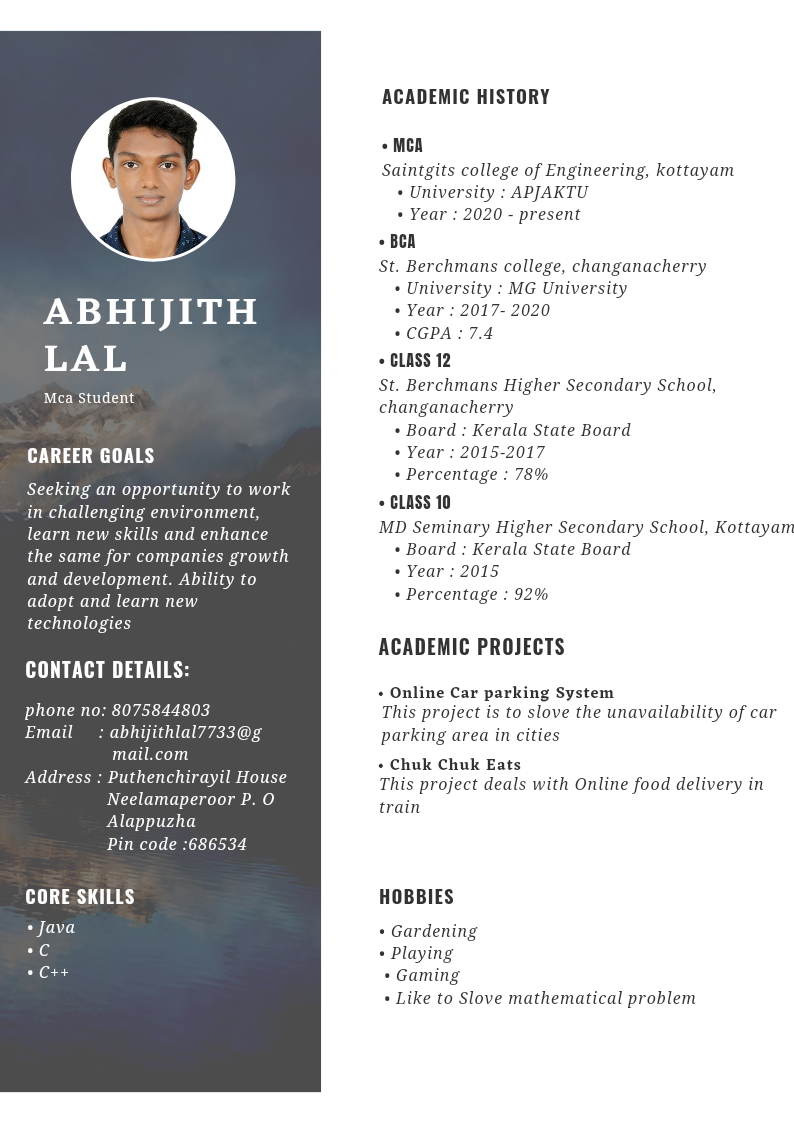 ABHIJITH
LAL
Mca Student
CAREER GOALS
Seeking an opportunity to work
in challenging environment,
learn new skills and enhance
the same for companies growth
and development. Ability to
adopt and learn new
technologies
CONTACT DETAILS:
phone no: 8075844803
Email : abhijithlal7733@g
mail.com
Address : Puthenchirayil House
Neelamaperoor P. O
Alappuzha
Pin code :686534
CORE SKILLS
• Java
• C
• C++
ACADEMIC HISTORY
• MCA
Saintgits college of Engineering, kottayam
• University : APJAKTU
• Year : 2020 - present
• BCA
St. Berchmans college, changanacherry
• University : MG University
• Year : 2017- 2020
• CGPA : 7.4
• CLASS 12
St. Berchmans Higher Secondary School,
changanacherry
• Board : Kerala State Board
• Year : 2015-2017
• Percentage : 78%
• CLASS 10
MD Seminary Higher Secondary School, Kottayam
• Board : Kerala State Board
• Year : 2015
• Percentage : 92%
ACADEMIC PROJECTS
• Online Car parking System
This project is to slove the unavailability of car
parking area in cities
• Chuk Chuk Eats
This project deals with Online food delivery in
train
HOBBIES
• Gardening
• Playing
• Gaming
• Like to Slove mathematical problem